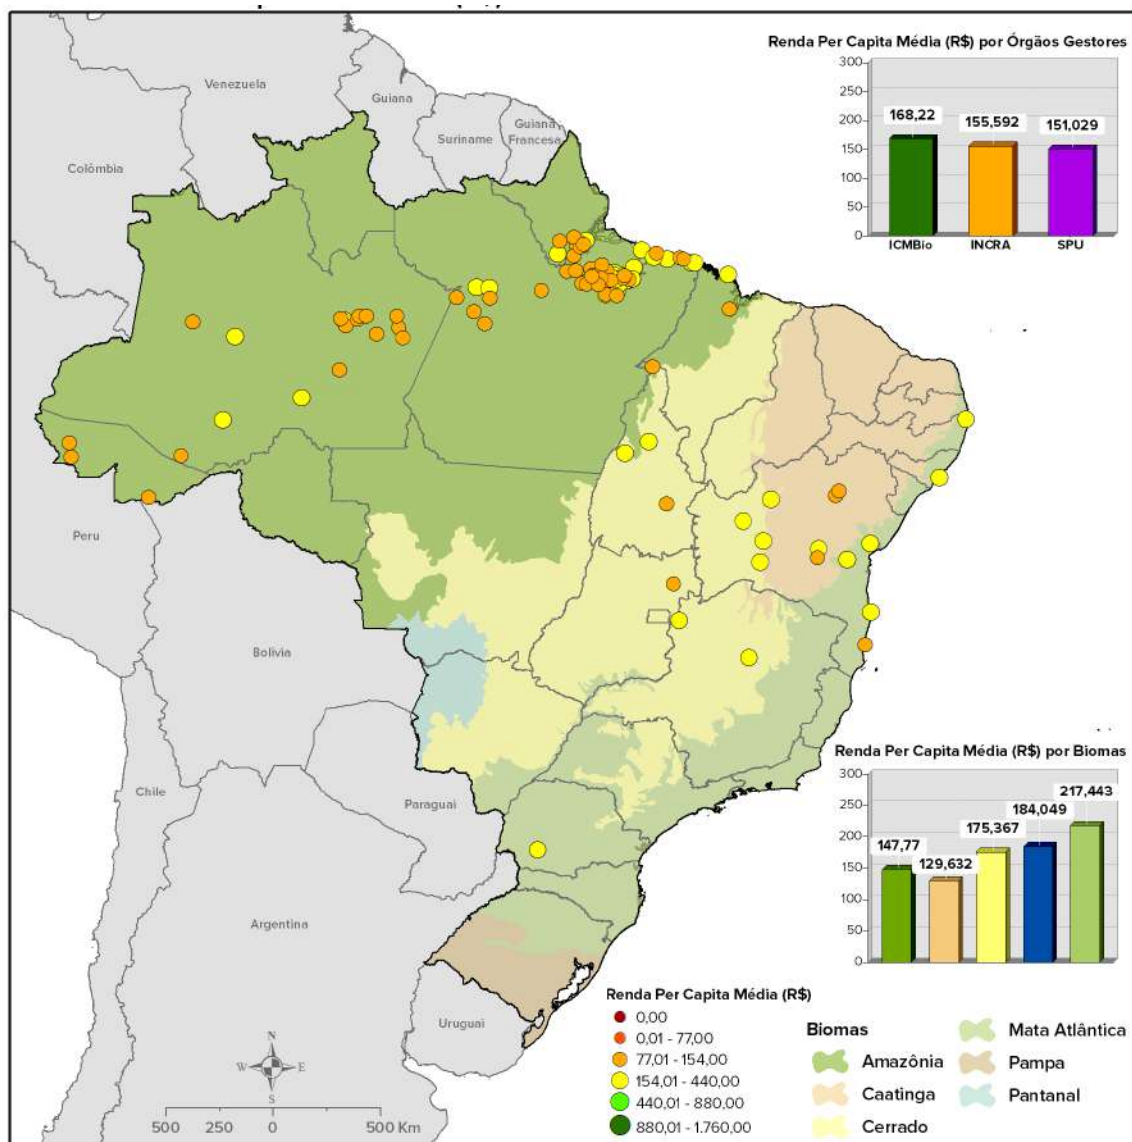 Renda Per Capita Média (R$) por Órgãos Gestores
300
250
200
150
100
50
0
168,22
155,592
151,029
ICMBio
INCRA
SPU
Venezuela
Guiana
Suriname
Guiana
Francesa
Colômbia
Peru
Bolívia
Chile
Paraguai
Argentina
Uruguai
Renda Per Capita Média (R$) por Biomas
300
250
200
150
100
50
0
147,77
129,632
175,367
184,049
217,443
Renda Per Capita Média (R$)
0,00
0,01 - 77,00
77,01 - 154,00
154,01 - 440,00
440,01 - 880,00
880,01 - 1.760,00
Biomas
Amazônia
Caatinga
Cerrado
Mata Atlântica
Pampa
Pantanal
N
W
E
S
500 250 0 500 Km